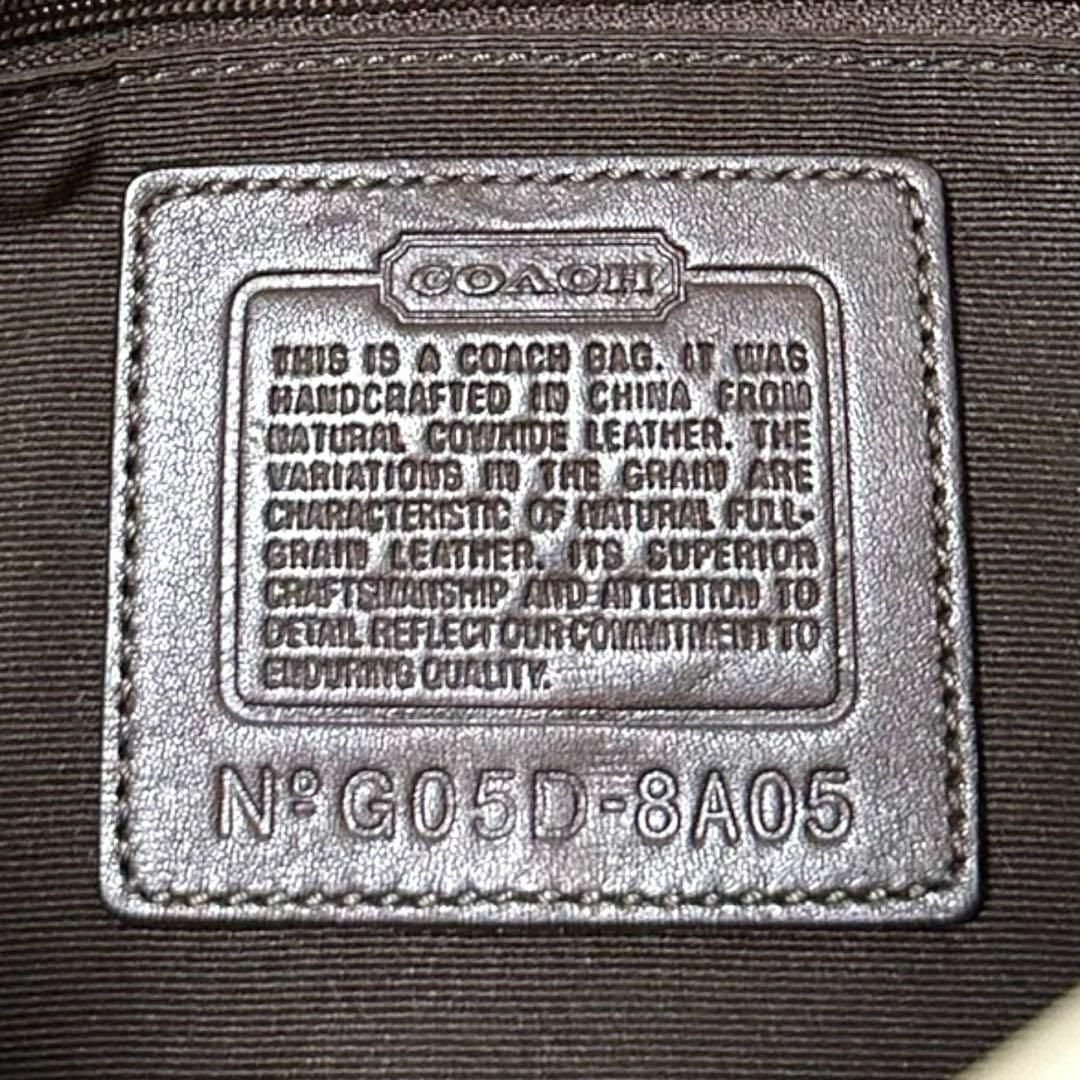 COACH
THIS IS A COACH BAG. IT WAS
HANDCRAFTED IN CHINA FROM
NATURAL COWHIDE LEATHER. THE
VARIATIONS IN THE GRAIN ARE
CHARACTERISTIC OF NATURAL FULL-
GRAIN LEATHER. ITS SUPERIOR
CRAFTSMANSHIP AND ATTENTION TO
DETAIL REFLECT OUR COMMITMENT TO
ENDURING QUALITY.
Nº G05D-8A05